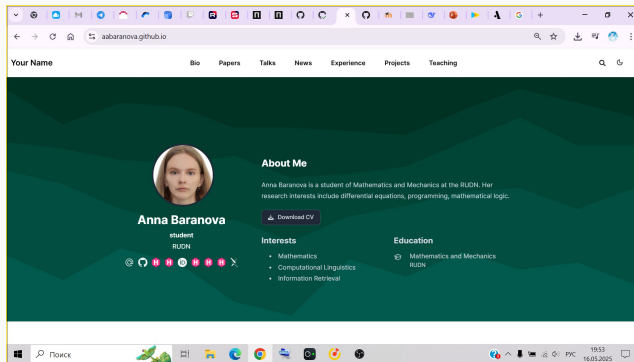 aabaranova.github.io
Your Name
Bio
Papers
Talks
News
Experience
Projects
Teaching
About Me
Anna Baranova is a student of Mathematics and Mechanics at the RUDN. Her
research interests include differential equations, programming, mathematical logic.
Download CV
Anna Baranova
student
RUDN
Interests
Mathematics
Computational Linguistics
Information Retrieval
Education
Mathematics and Mechanics
RUDN
Поиск
РУС
19:53
16.05.2025